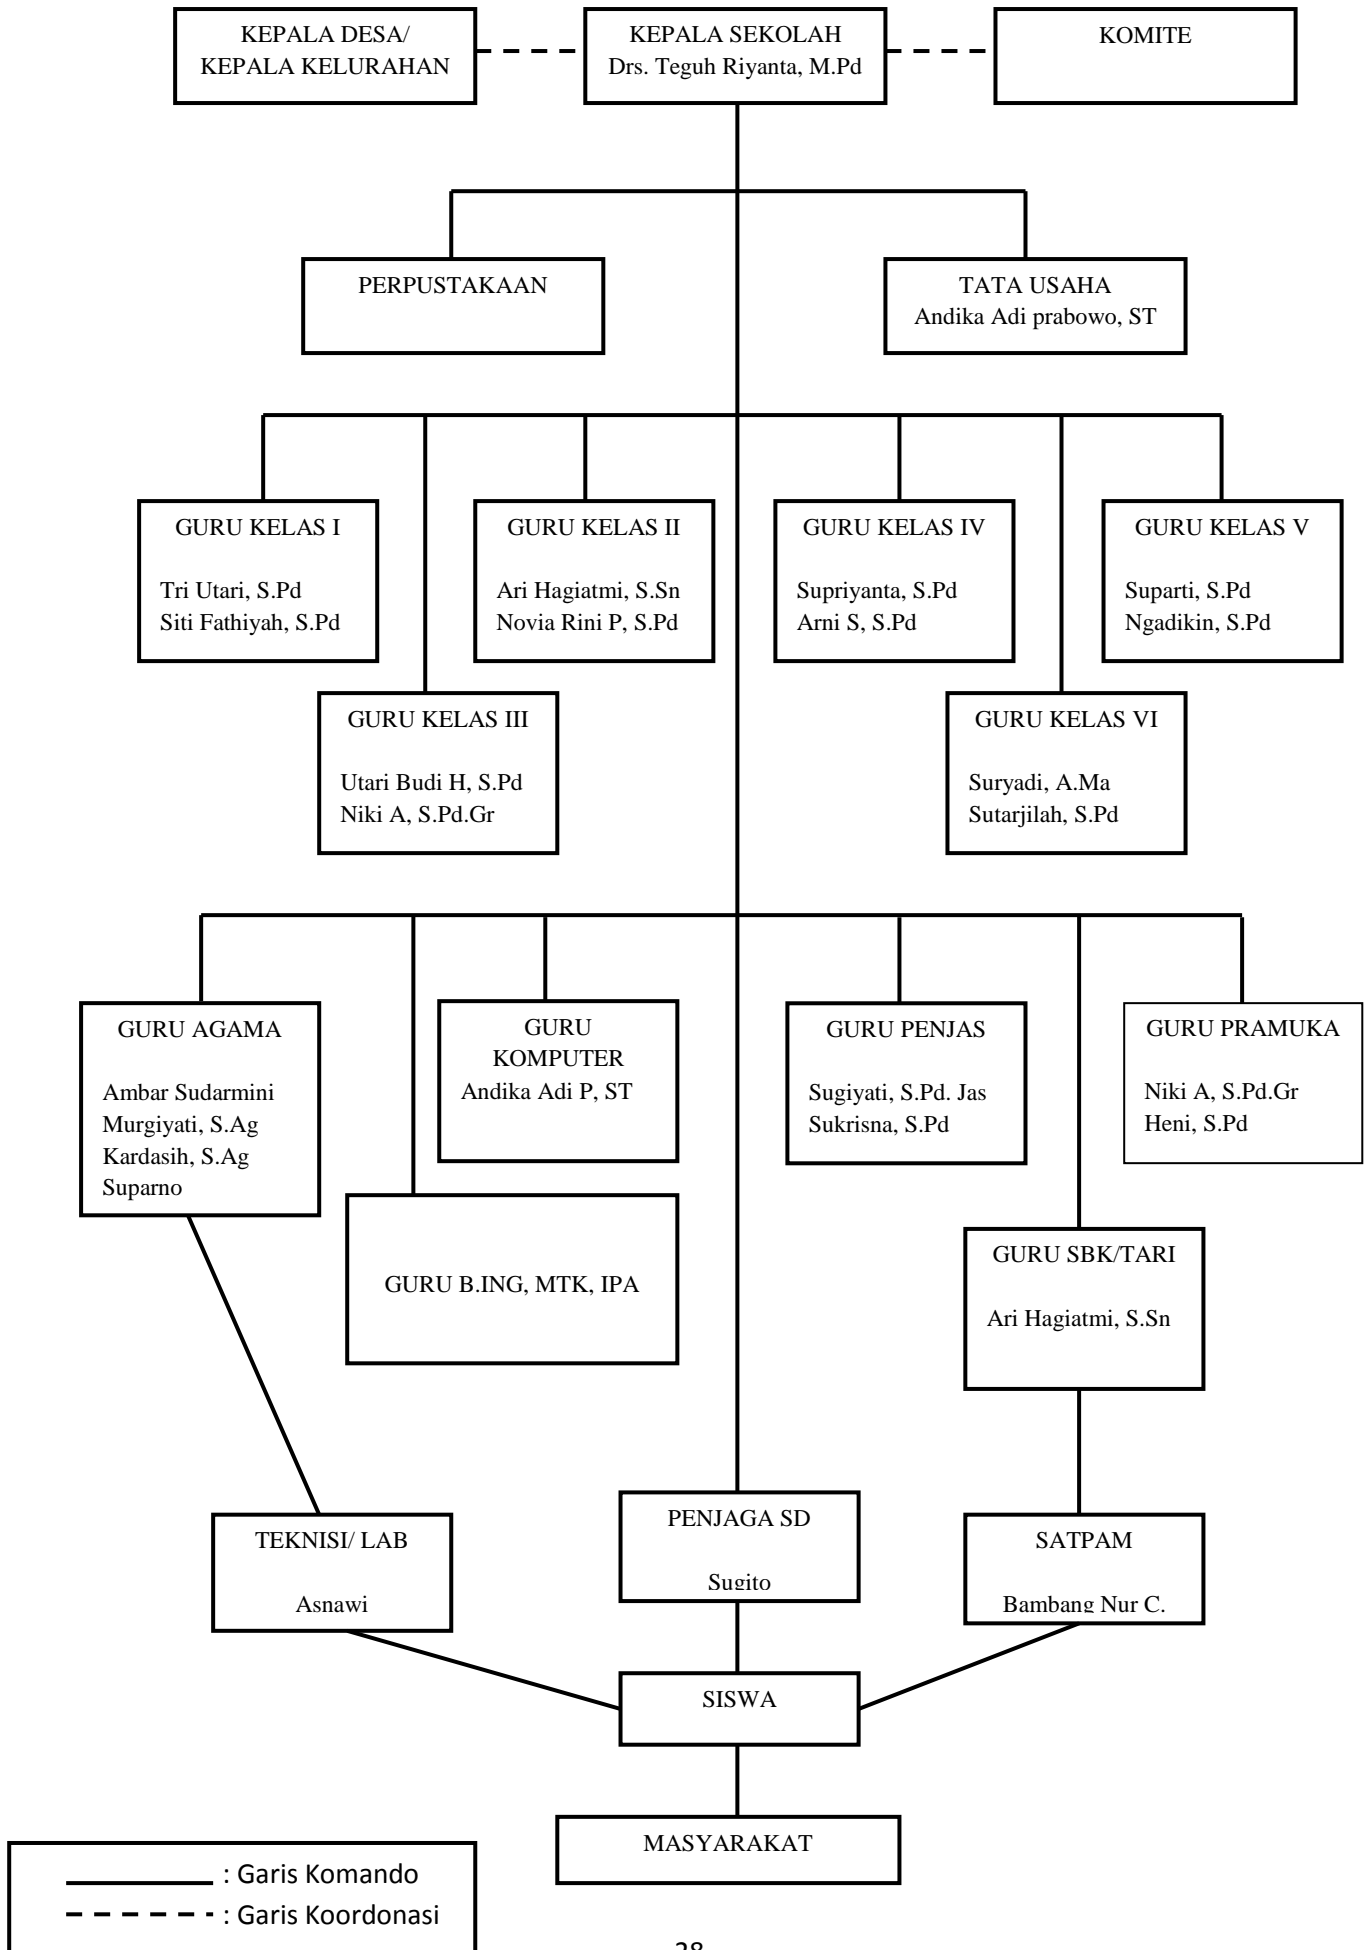 KEPALA DESA/
KEPALA KELURAHAN
KEPALA SEKOLAH
Drs. Teguh Riyanta, M.Pd
KOMITE
PERPUSTAKAAN
TATA USAHA
Andika Adi prabowo, ST
GURU KELAS I
Tri Utari, S.Pd
Siti Fathiyah, S.Pd
GURU KELAS II
Ari Hagiatmi, S.Sn
Novia Rini P, S.Pd
GURU KELAS IV
Supriyanta, S.Pd
Arni S, S.Pd
GURU KELAS V
Suparti, S.Pd
Ngadikin, S.Pd
GURU KELAS III
Utari Budi H, S.Pd
Niki A, S.Pd.Gr
GURU KELAS VI
Suryadi, A.Ma
Sutarjilah, S.Pd
GURU AGAMA
Ambar Sudarmini
Murgiyati, S.Ag
Kardasih, S.Ag
Suparno
GURU
KOMPUTER
Andika Adi P, ST
GURU PENJAS
Sugiyati, S.Pd. Jas
Sukrisna, S.Pd
GURU PRAMUKA
Niki A, S.Pd.Gr
Heni, S.Pd
GURU B.ING, MTK, IPA
GURU SBK/TARI
Ari Hagiatmi, S.Sn
TEKNISI/ LAB
Asnawi
PENJAGA SD
Sugito
SATPAM
Bambang Nur C.
SISWA
MASYARAKAT
: Garis Komando
: Garis Koordonasi
28